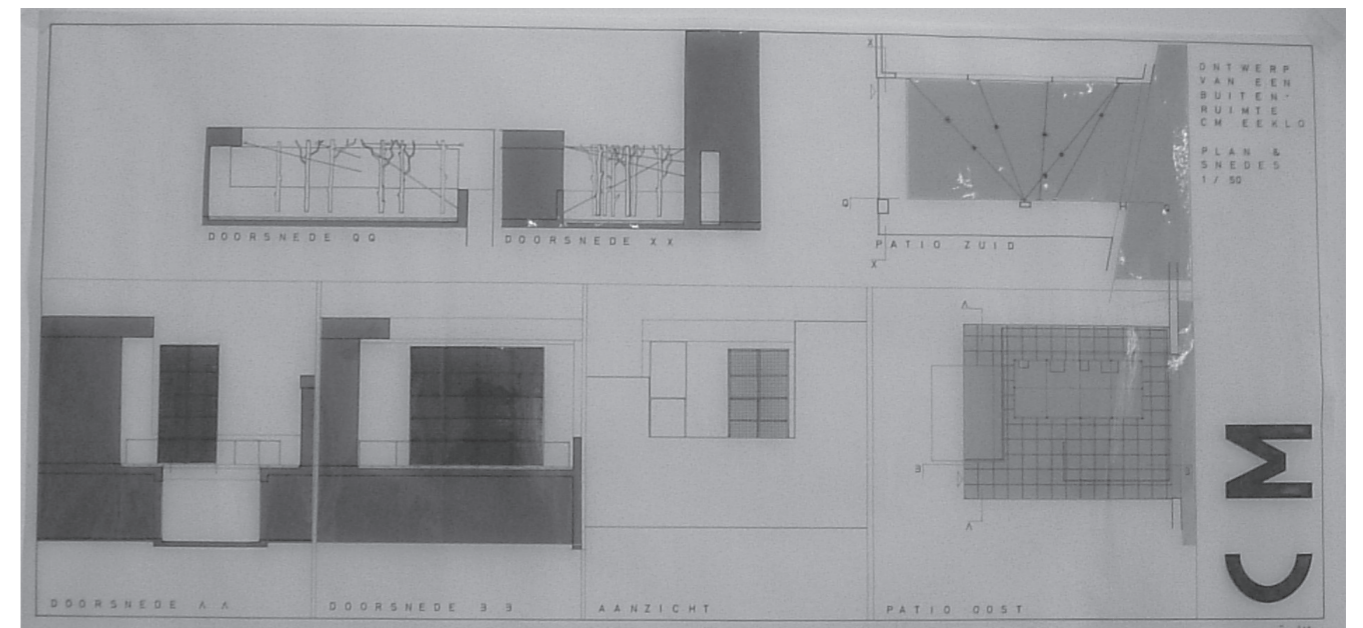 DOORSNEDE QQ
DOORSNEDE XX
X
Q
X
PATIO ZUID
ONTWERP
VAN EEN
BUITEN-
RUIMTE
CM EEKLO
PLAN &
SNEDES
1/50
DOORSNEDE A A
DOORSNEDE B B
AANZICHT
A
B
A
PATIO OOST
CM